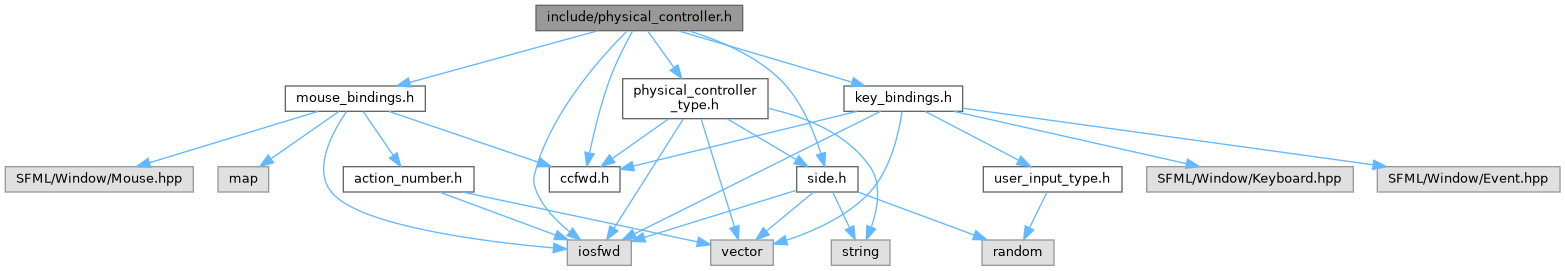 include/physical_controller.h
mouse_bindings.h
physical_controller
_type.h
key_bindings.h
SFML/Window/Mouse.hpp
map
action_number.h
ccfwd.h
side.h
user_input_type.h
SFML/Window/Keyboard.hpp
SFML/Window/Event.hpp
iosfwd
vector
string
random